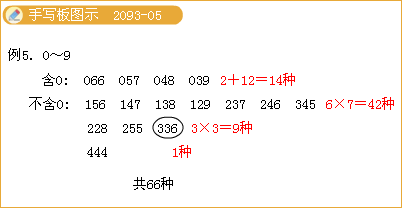 手写板图示 2093-05
例5. 0～9
含0: 066 057 048 039 2＋12＝14种
不含0: 156 147 138 129 237 246 345 6×7＝42种
228 255 336 3×3＝9种
444 1种
共66种